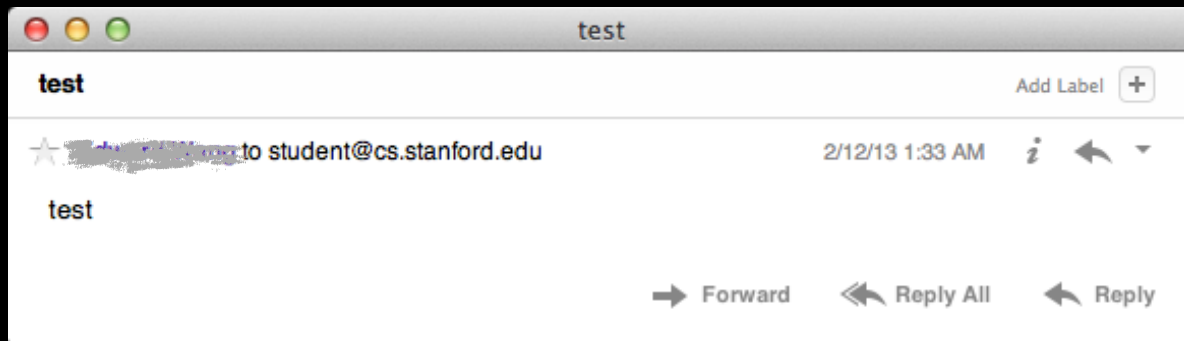 test
test
Add Label +
to student@cs.stanford.edu
2/12/13 1:33 AM i
test
Forward
Reply All
Reply